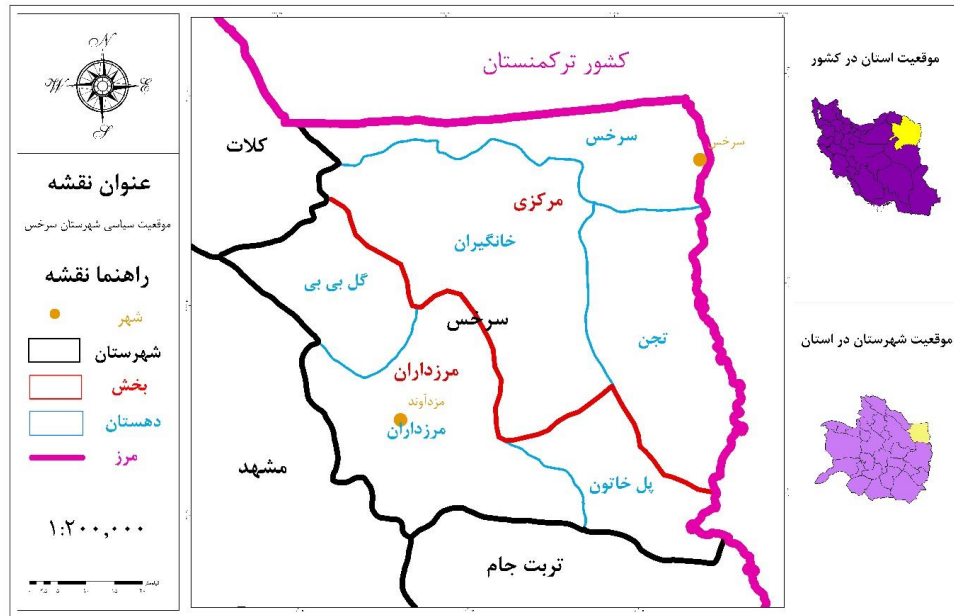 N
W
E
S
عنوان نقشه
موقعیت سیاسی شهرستان سرخس
راهنما نقشه
شهر
شهرستان
بخش
دهستان
مرز
۱:۲۰۰,۰۰۰
کشور ترکمنستان
کلات
سرخس
سرخس
مرکزی
خانگیران
گل بی بی
سرخس
تجن
مرزداران
مزدآوند
مرزداران
مشهد
پل خاتون
تربت جام
موقعیت استان در کشور
موقعیت شهرستان در استان